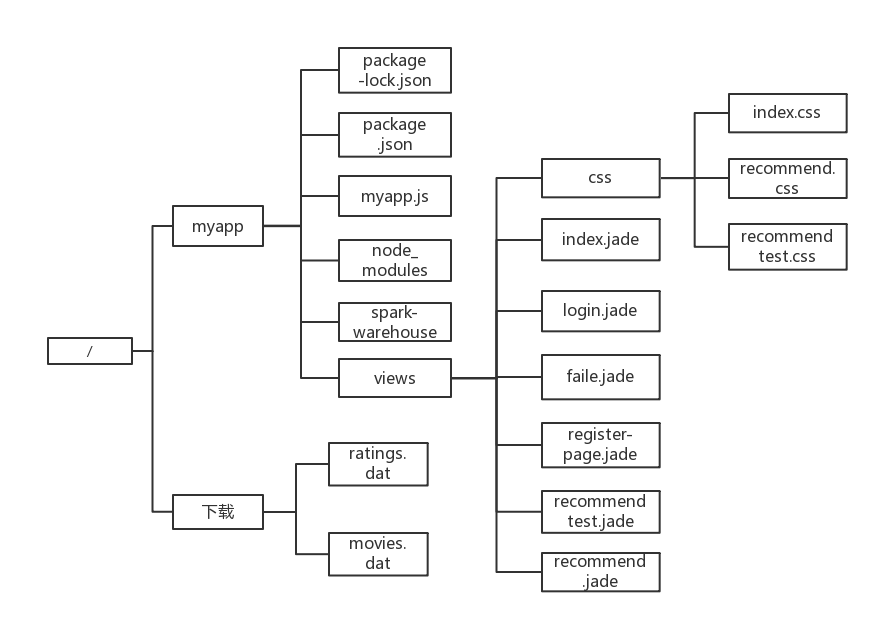 /
myapp
下载
package
-lock.json
package
.json
myapp.js
node_
modules
spark-
warehouse
views
ratings.
dat
movies.
dat
css
index.jade
login.jade
faile.jade
register-
page.jade
recommend
test.jade
recommend
.jade
index.css
recommend.
css
recommend
test.css